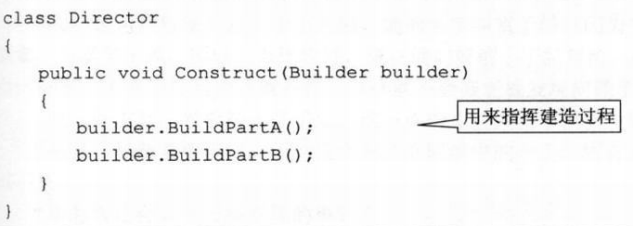 class Director
{
    public void Construct(Builder builder)
    {
        builder.BuildPartA();
用来指挥建造过程
        builder.BuildPartB();
    }
}